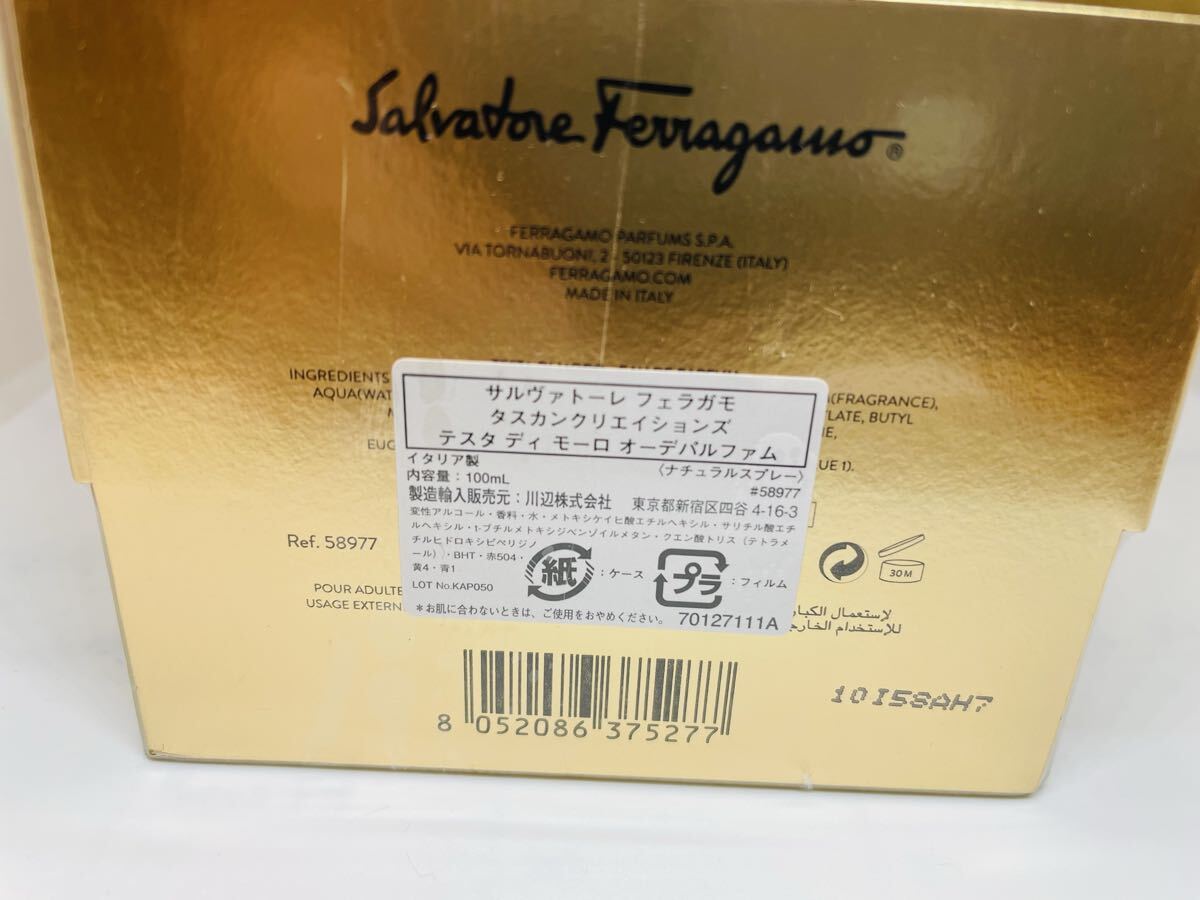 Salvatore Ferragamo®
FERRAGAMO PARFUMS S.P.A.
VIA TORNABUONI, 2 - 50123 FIRENZE (ITALY)
FERRAGAMO.COM
MADE IN ITALY
INGREDIENTS
(FRAGRANCE),
BUTYL
サルヴァトーレ フェラガモ
タスカンクリエイションズ
テスタ ディ モーロ オーデパルファム
イタリア製 〈ナチュラルスプレー〉
内容量：100mL #58977
製造輸入販売元：川辺株式会社 東京都新宿区四谷 4-16-3
変性アルコール・香料・水・メトキシケイヒ酸エチルヘキシル・サリチル酸エチ
ルヘキシル・t-ブチルメトキシジベンゾイルメタン・クエン酸トリス（テトラメ
チルヒドロキシピペリジノ
ール）・BHT・赤504・
黄4・青1
紙：ケース プラ：フィルム
LOT No.KAP050
＊お肌に合わないときは、ご使用をおやめください。 70127111A
Ref. 58977
30 M
POUR
USAGE
لإستعمال الكبار
للإستخدام
8 052086 375277
10I58AH7